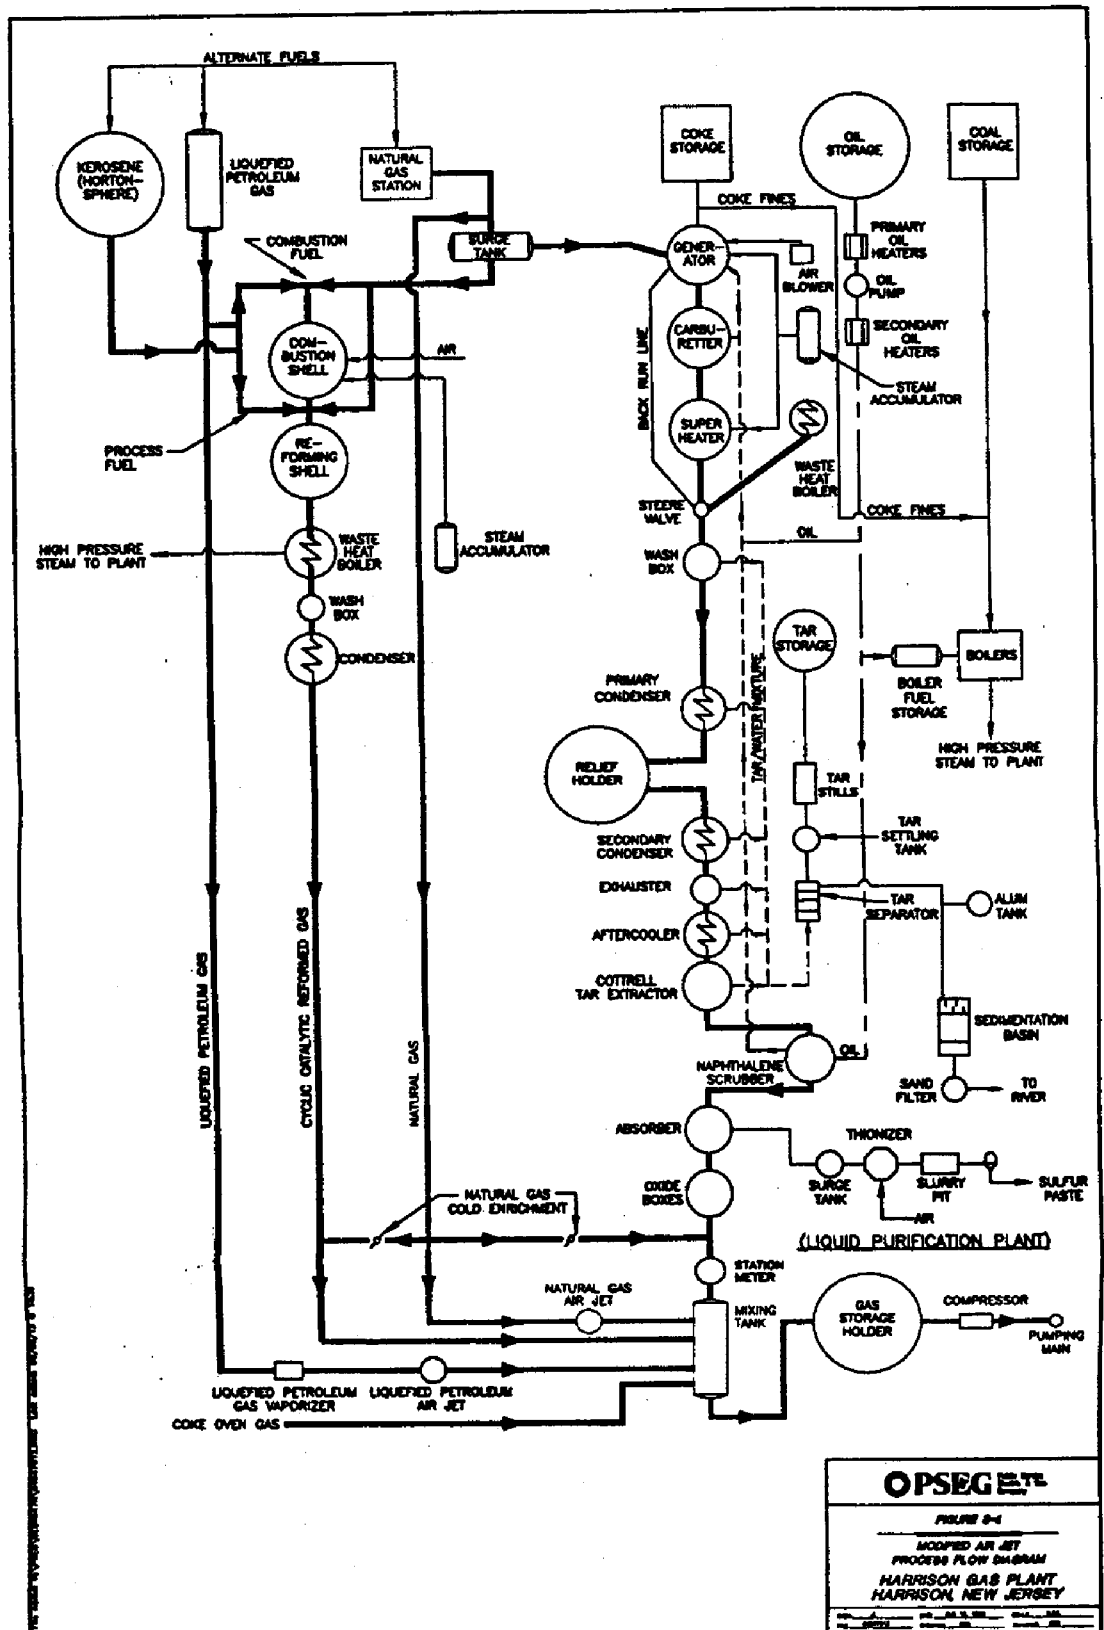 ALTERNATE FUELS
KEROSENE
(HORTON-
SPHERE)
LIQUEFIED
PETROLEUM
GAS
NATURAL
GAS
STATION
COKE
STORAGE
OIL
STORAGE
COAL
STORAGE
COKE FINES
COMBUSTION
FUEL
SURGE
TANK
GENER-
ATOR
AIR
BLOWER
PRIMARY
OIL
HEATERS
OIL
PUMP
SECONDARY
OIL
HEATERS
COM-
BUSTION
SHELL
AIR
CARBU-
RETTER
STEAM
ACCUMULATOR
BACK RUN LINE
SUPER
HEATER
PROCESS
FUEL
RE-
FORMING
SHELL
WASTE
HEAT
BOILER
STEERE
VALVE
COKE FINES
OIL
HIGH PRESSURE
STEAM TO PLANT
WASTE
HEAT
BOILER
STEAM
ACCUMULATOR
WASH
BOX
WASH
BOX
CONDENSER
TAR
STORAGE
BOILERS
BOILER
FUEL
STORAGE
PRIMARY
CONDENSER
TAR/WATER MIXTURE
HIGH PRESSURE
STEAM TO PLANT
RELIEF
HOLDER
TAR
STILLS
SECONDARY
CONDENSER
TAR
SETTLING
TANK
EXHAUSTER
TAR
SEPARATOR
ALUM
TANK
AFTERCOOLER
COTTRELL
TAR EXTRACTOR
LIQUEFIED PETROLEUM GAS
CYCLIC CATALYTIC REFORMED GAS
NATURAL GAS
SEDIMENTATION
BASIN
OIL
NAPHTHALENE
SCRUBBER
SAND
FILTER
TO
RIVER
ABSORBER
THIONIZER
OXIDE
BOXES
SURGE
TANK
SLURRY
PIT
SULFUR
PASTE
AIR
NATURAL GAS
COLD ENRICHMENT
(LIQUID PURIFICATION PLANT)
STATION
METER
NATURAL GAS
AIR JET
MIXING
TANK
GAS
STORAGE
HOLDER
COMPRESSOR
PUMPING
MAIN
LIQUEFIED PETROLEUM
GAS VAPORIZER
LIQUEFIED PETROLEUM
AIR JET
COKE OVEN GAS
PSEG
MODIFIED AIR JET
PROCESS FLOW DIAGRAM
HARRISON GAS PLANT
HARRISON, NEW JERSEY